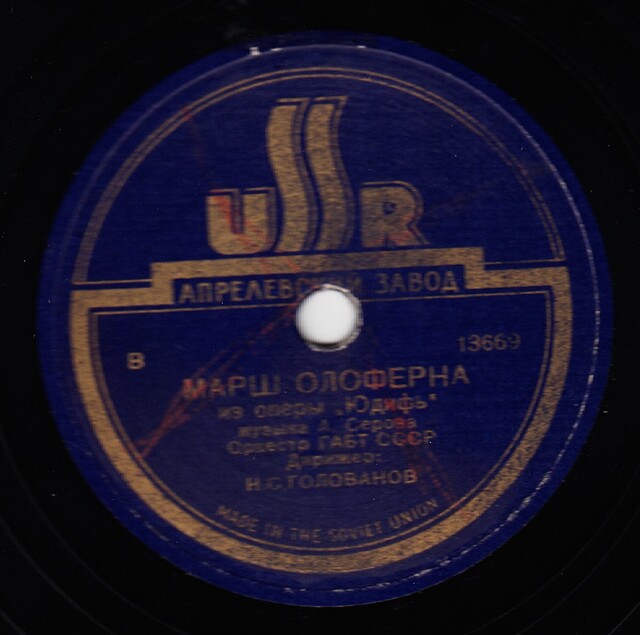 USSR
АПРЕЛЕВСКИЙ ЗАВОД
В 13669
МАРШ ОЛОФЕРНА
из оперы „Юдифь"
музыка А. Серова
Оркестр ГАБТ СССР
Дирижер:
Н.С.ГОЛОВАНОВ
MADE IN THE SOVIET UNION